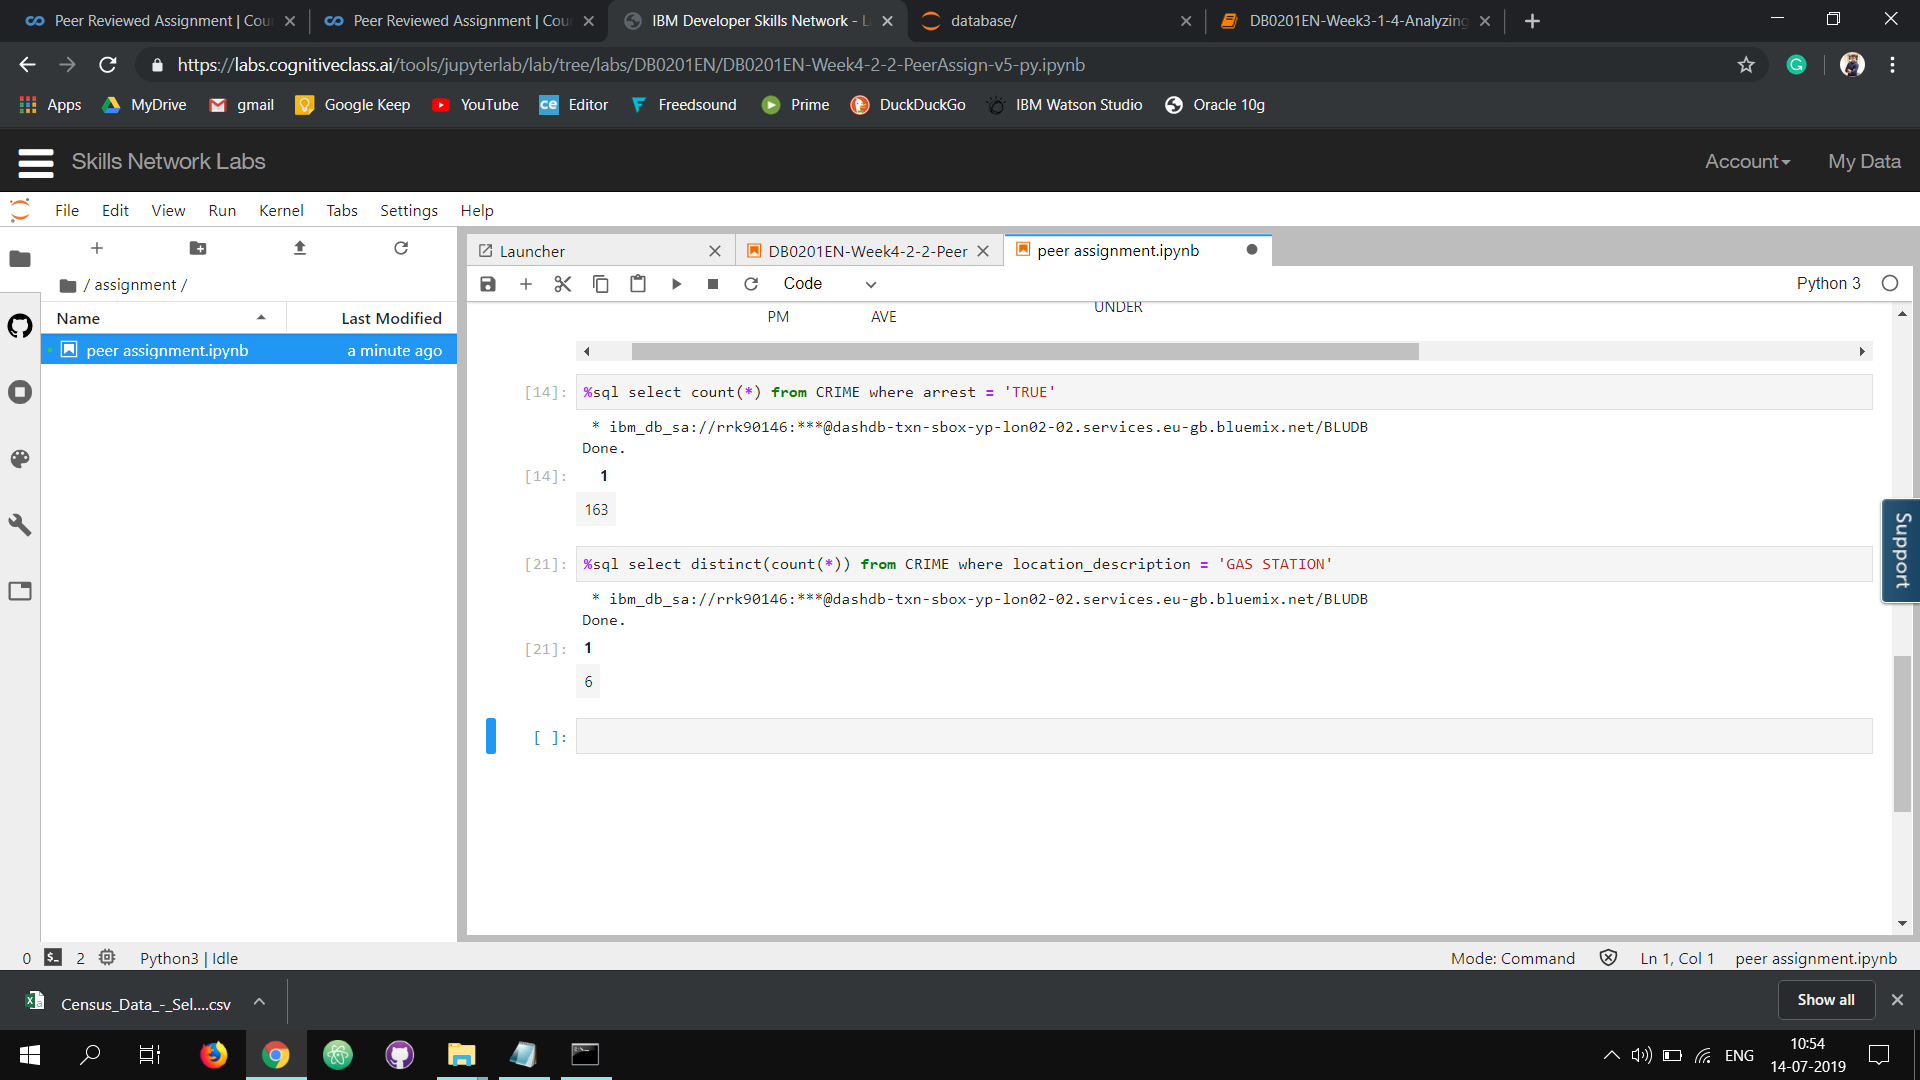 Peer Reviewed Assignment | Cou
Peer Reviewed Assignment | Cou
IBM Developer Skills Network - L
database/
DB0201EN-Week3-1-4-Analyzing
https://labs.cognitiveclass.ai/tools/jupyterlab/lab/tree/labs/DB0201EN/DB0201EN-Week4-2-2-PeerAssign-v5-py.ipynb
Apps MyDrive gmail Google Keep YouTube ce Editor Freedsound Prime DuckDuckGo IBM Watson Studio Oracle 10g
Skills Network Labs
Account My Data
File Edit View Run Kernel Tabs Settings Help
Launcher
DB0201EN-Week4-2-2-Peer
peer assignment.ipynb
Code
Python 3
/ assignment /
Name Last Modified
peer assignment.ipynb a minute ago
UNDER
PM AVE
[14]: %sql select count(*) from CRIME where arrest = 'TRUE'
* ibm_db_sa://rrk90146:***@dashdb-txn-sbox-yp-lon02-02.services.eu-gb.bluemix.net/BLUDB
Done.
[14]: 1
163
[21]: %sql select distinct(count(*)) from CRIME where location_description = 'GAS STATION'
* ibm_db_sa://rrk90146:***@dashdb-txn-sbox-yp-lon02-02.services.eu-gb.bluemix.net/BLUDB
Done.
[21]: 1
6
[ ]:
Support
0 $_ 2 Python3 | Idle
Mode: Command Ln 1, Col 1 peer assignment.ipynb
Census_Data_-_Sel....csv
Show all
ENG
10:54
14-07-2019